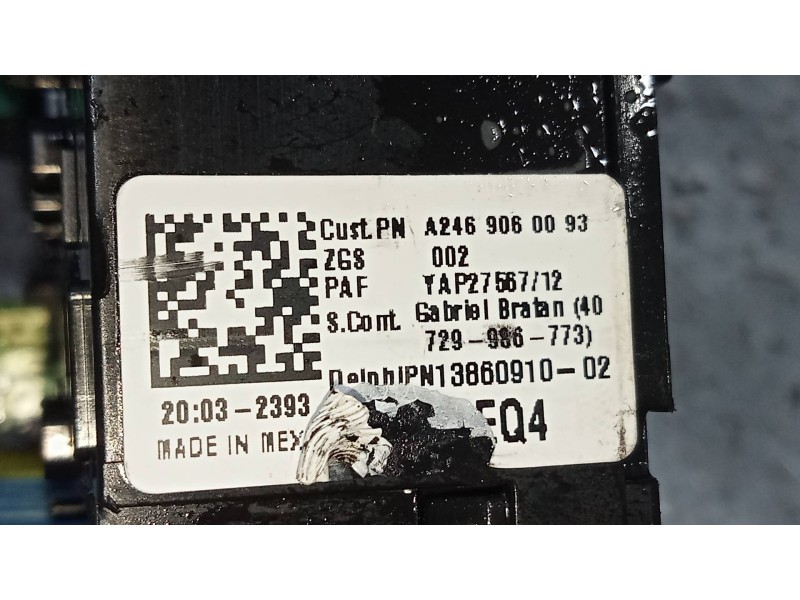 Cust.PN A246 906 00 93
ZGS 002
PAF YAP27567/12
S.Cont. Gabriel Bratan (40
729-986-773)
DelphiPN13860910-02
20:03-2393
MADE IN MEX
EQ4